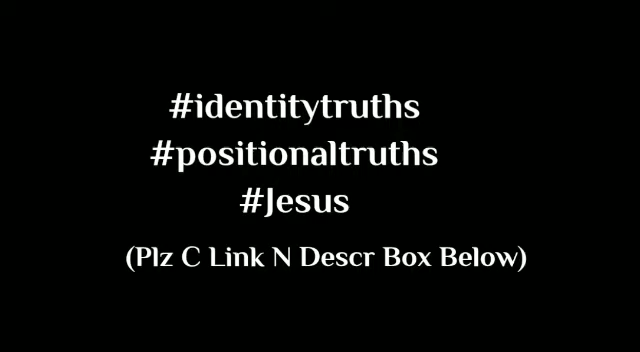 #identitytruths
#positionaltruths
#Jesus
(Plz C Link N Descr Box Below)